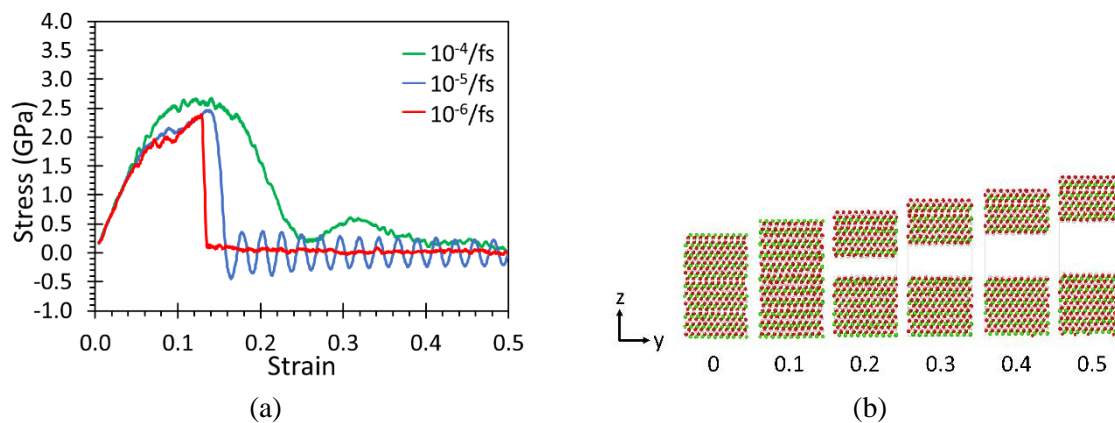 4.0
3.5
3.0
2.5
2.0
1.5
1.0
0.5
0.0
-0.5
-1.0
Stress (GPa)
10⁻⁴/fs
10⁻⁵/fs
10⁻⁶/fs
0.0 0.1 0.2 0.3 0.4 0.5
Strain
(a)
z
y
0 0.1 0.2 0.3 0.4 0.5
(b)